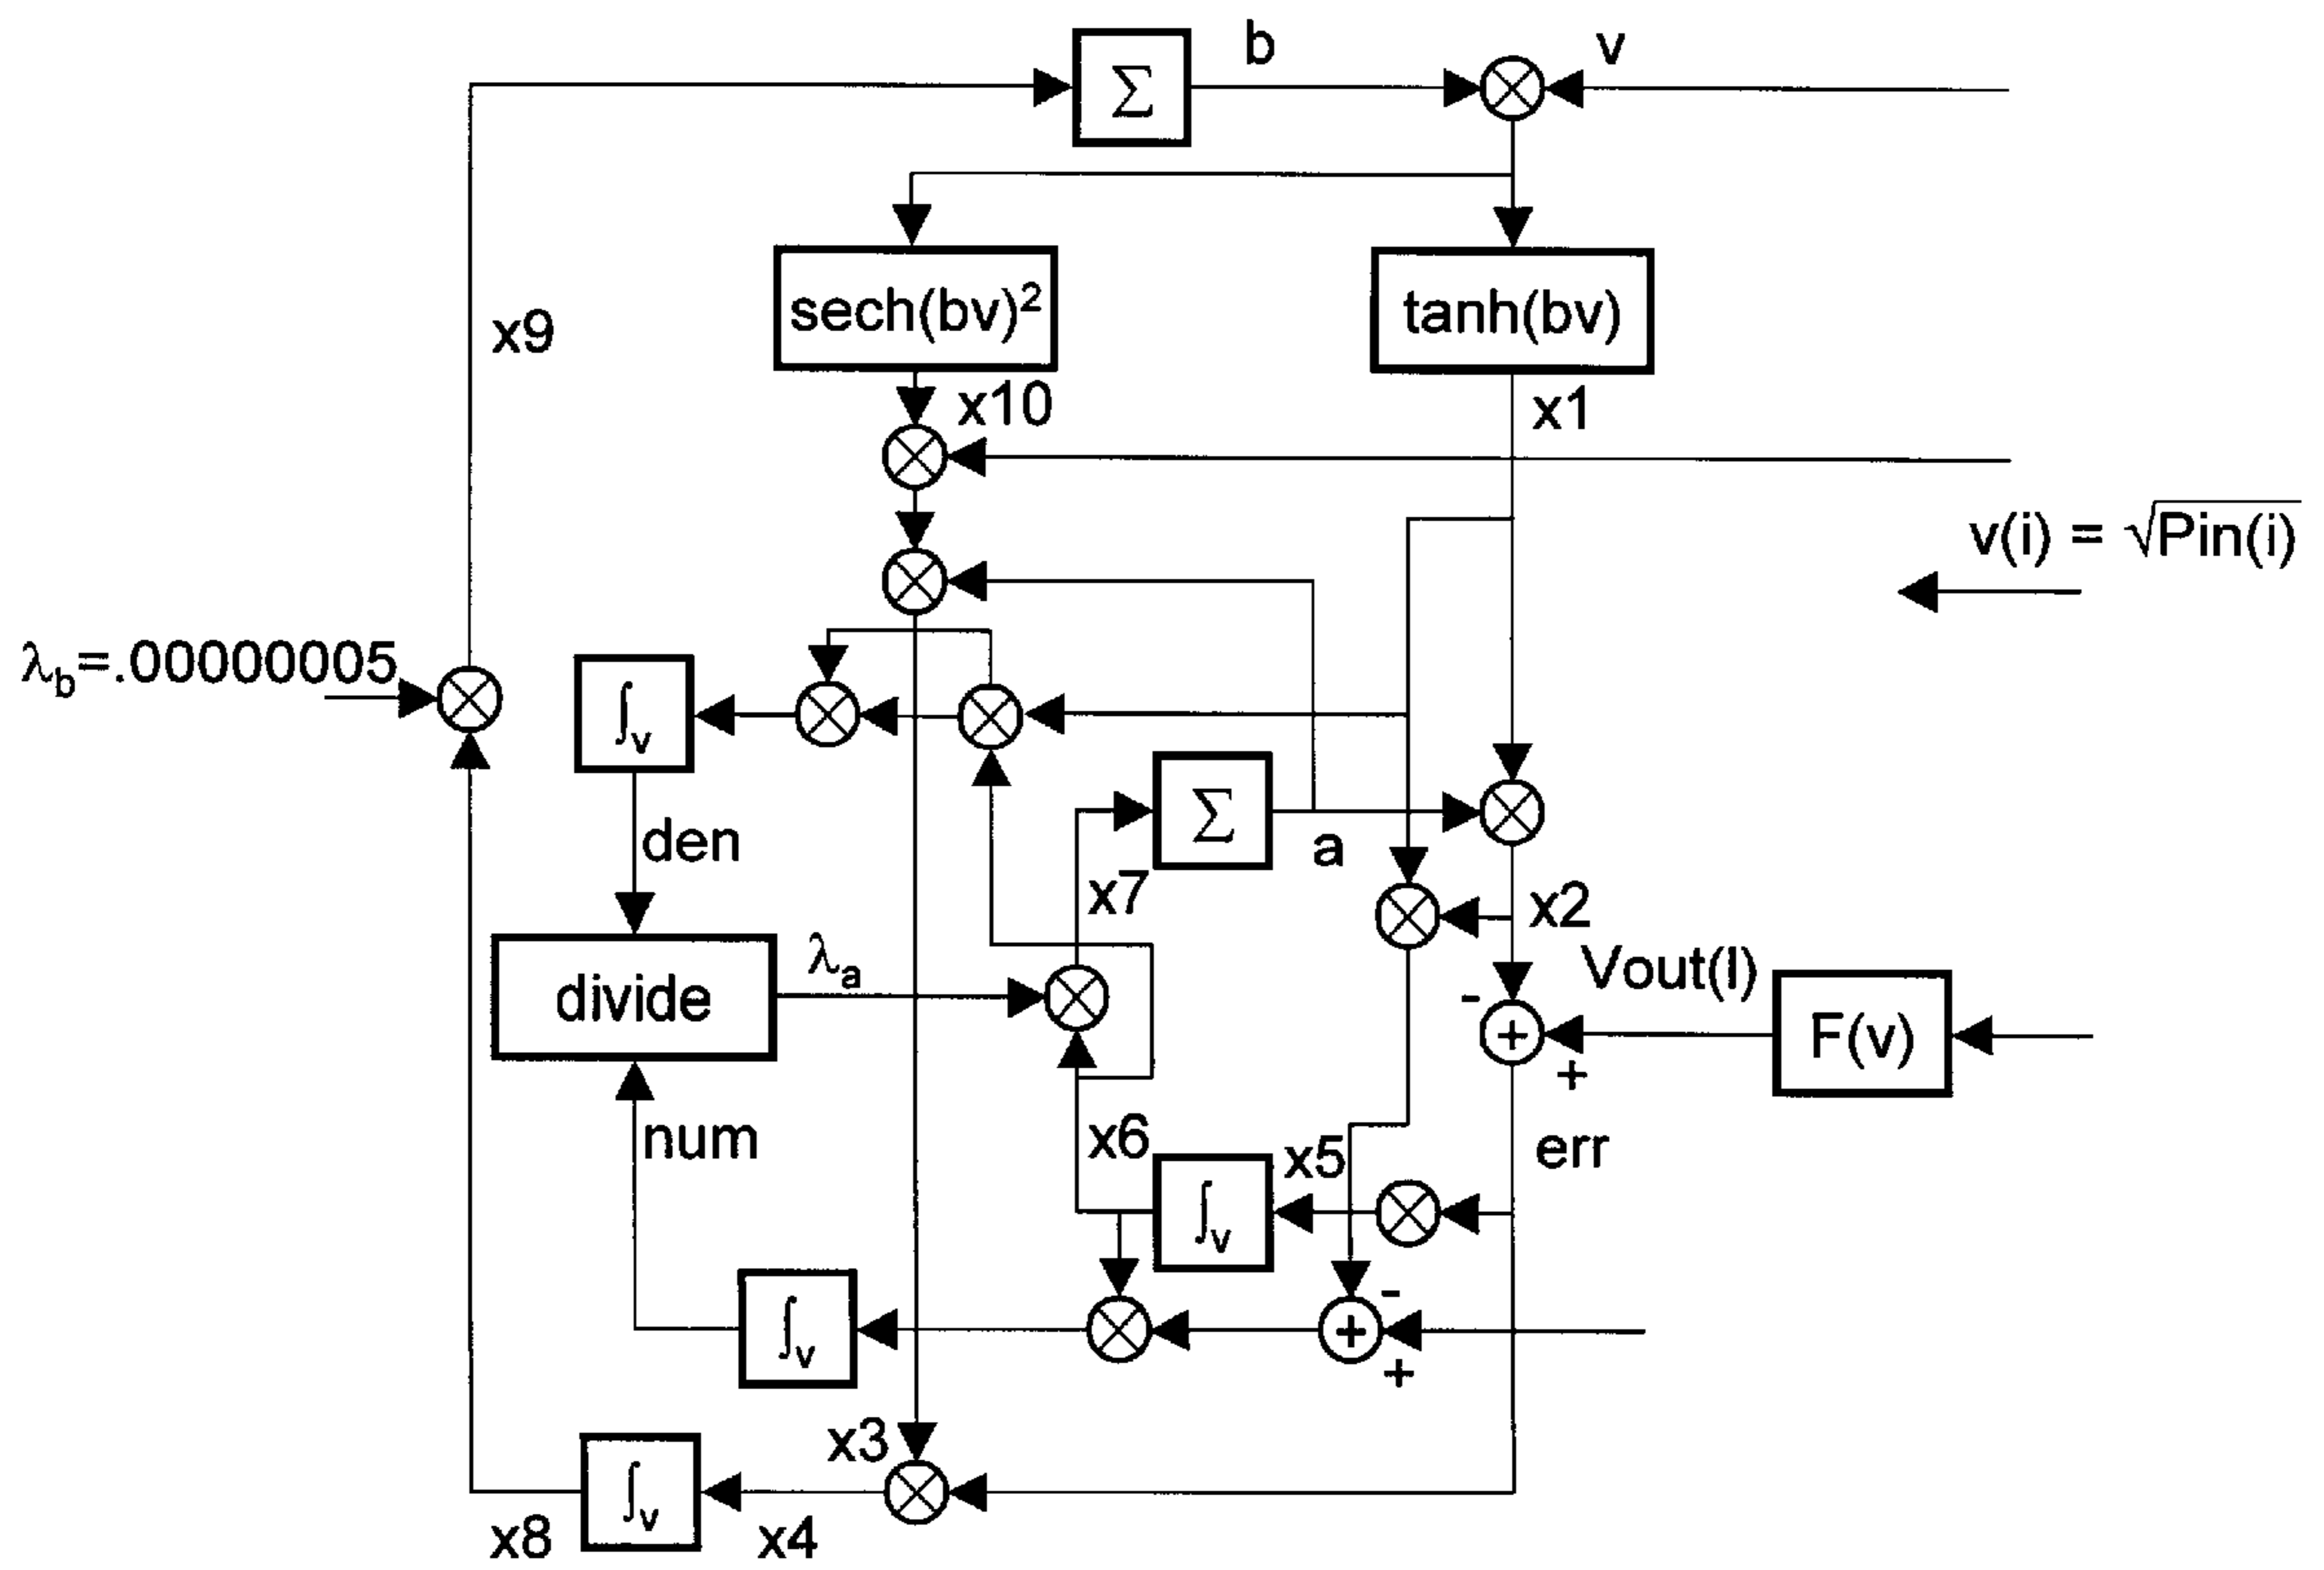 b
v
Σ
sech(bv)²
tanh(bv)
x9
x10
x1
v(i) = √Pin(i)
λb=.00000005
∫v
den
Σ
a
x7
x2
λa
Vout(I)
divide
-
+
F(v)
+
num
x6
x5
err
∫v
-
∫v
+
+
x3
∫v
x8
x4